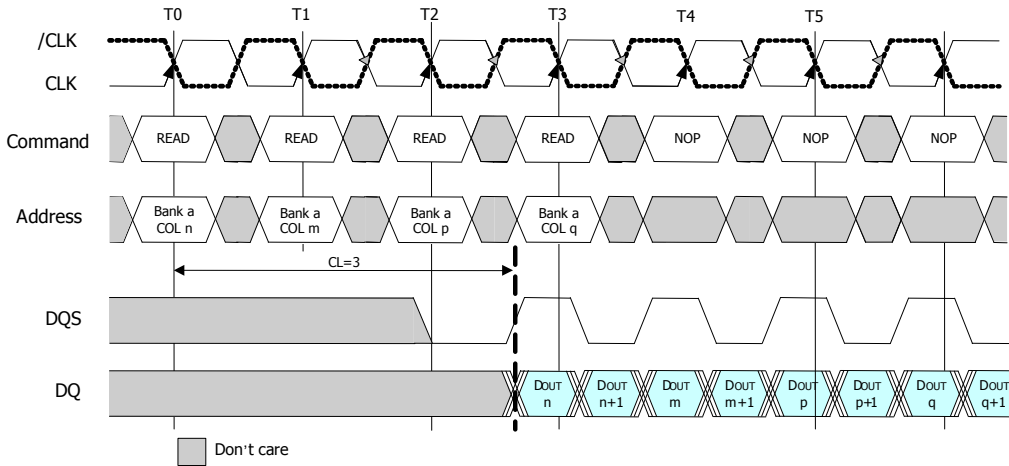 T0 T1 T2 T3 T4 T5
/CLK
CLK
Command READ READ READ READ NOP NOP NOP
Address Bank a Bank a Bank a Bank a
COL n COL m COL p COL q
CL=3
DQS
DQ DOUT DOUT DOUT DOUT DOUT DOUT DOUT DOUT
n n+1 m m+1 p p+1 q q+1
Don't care